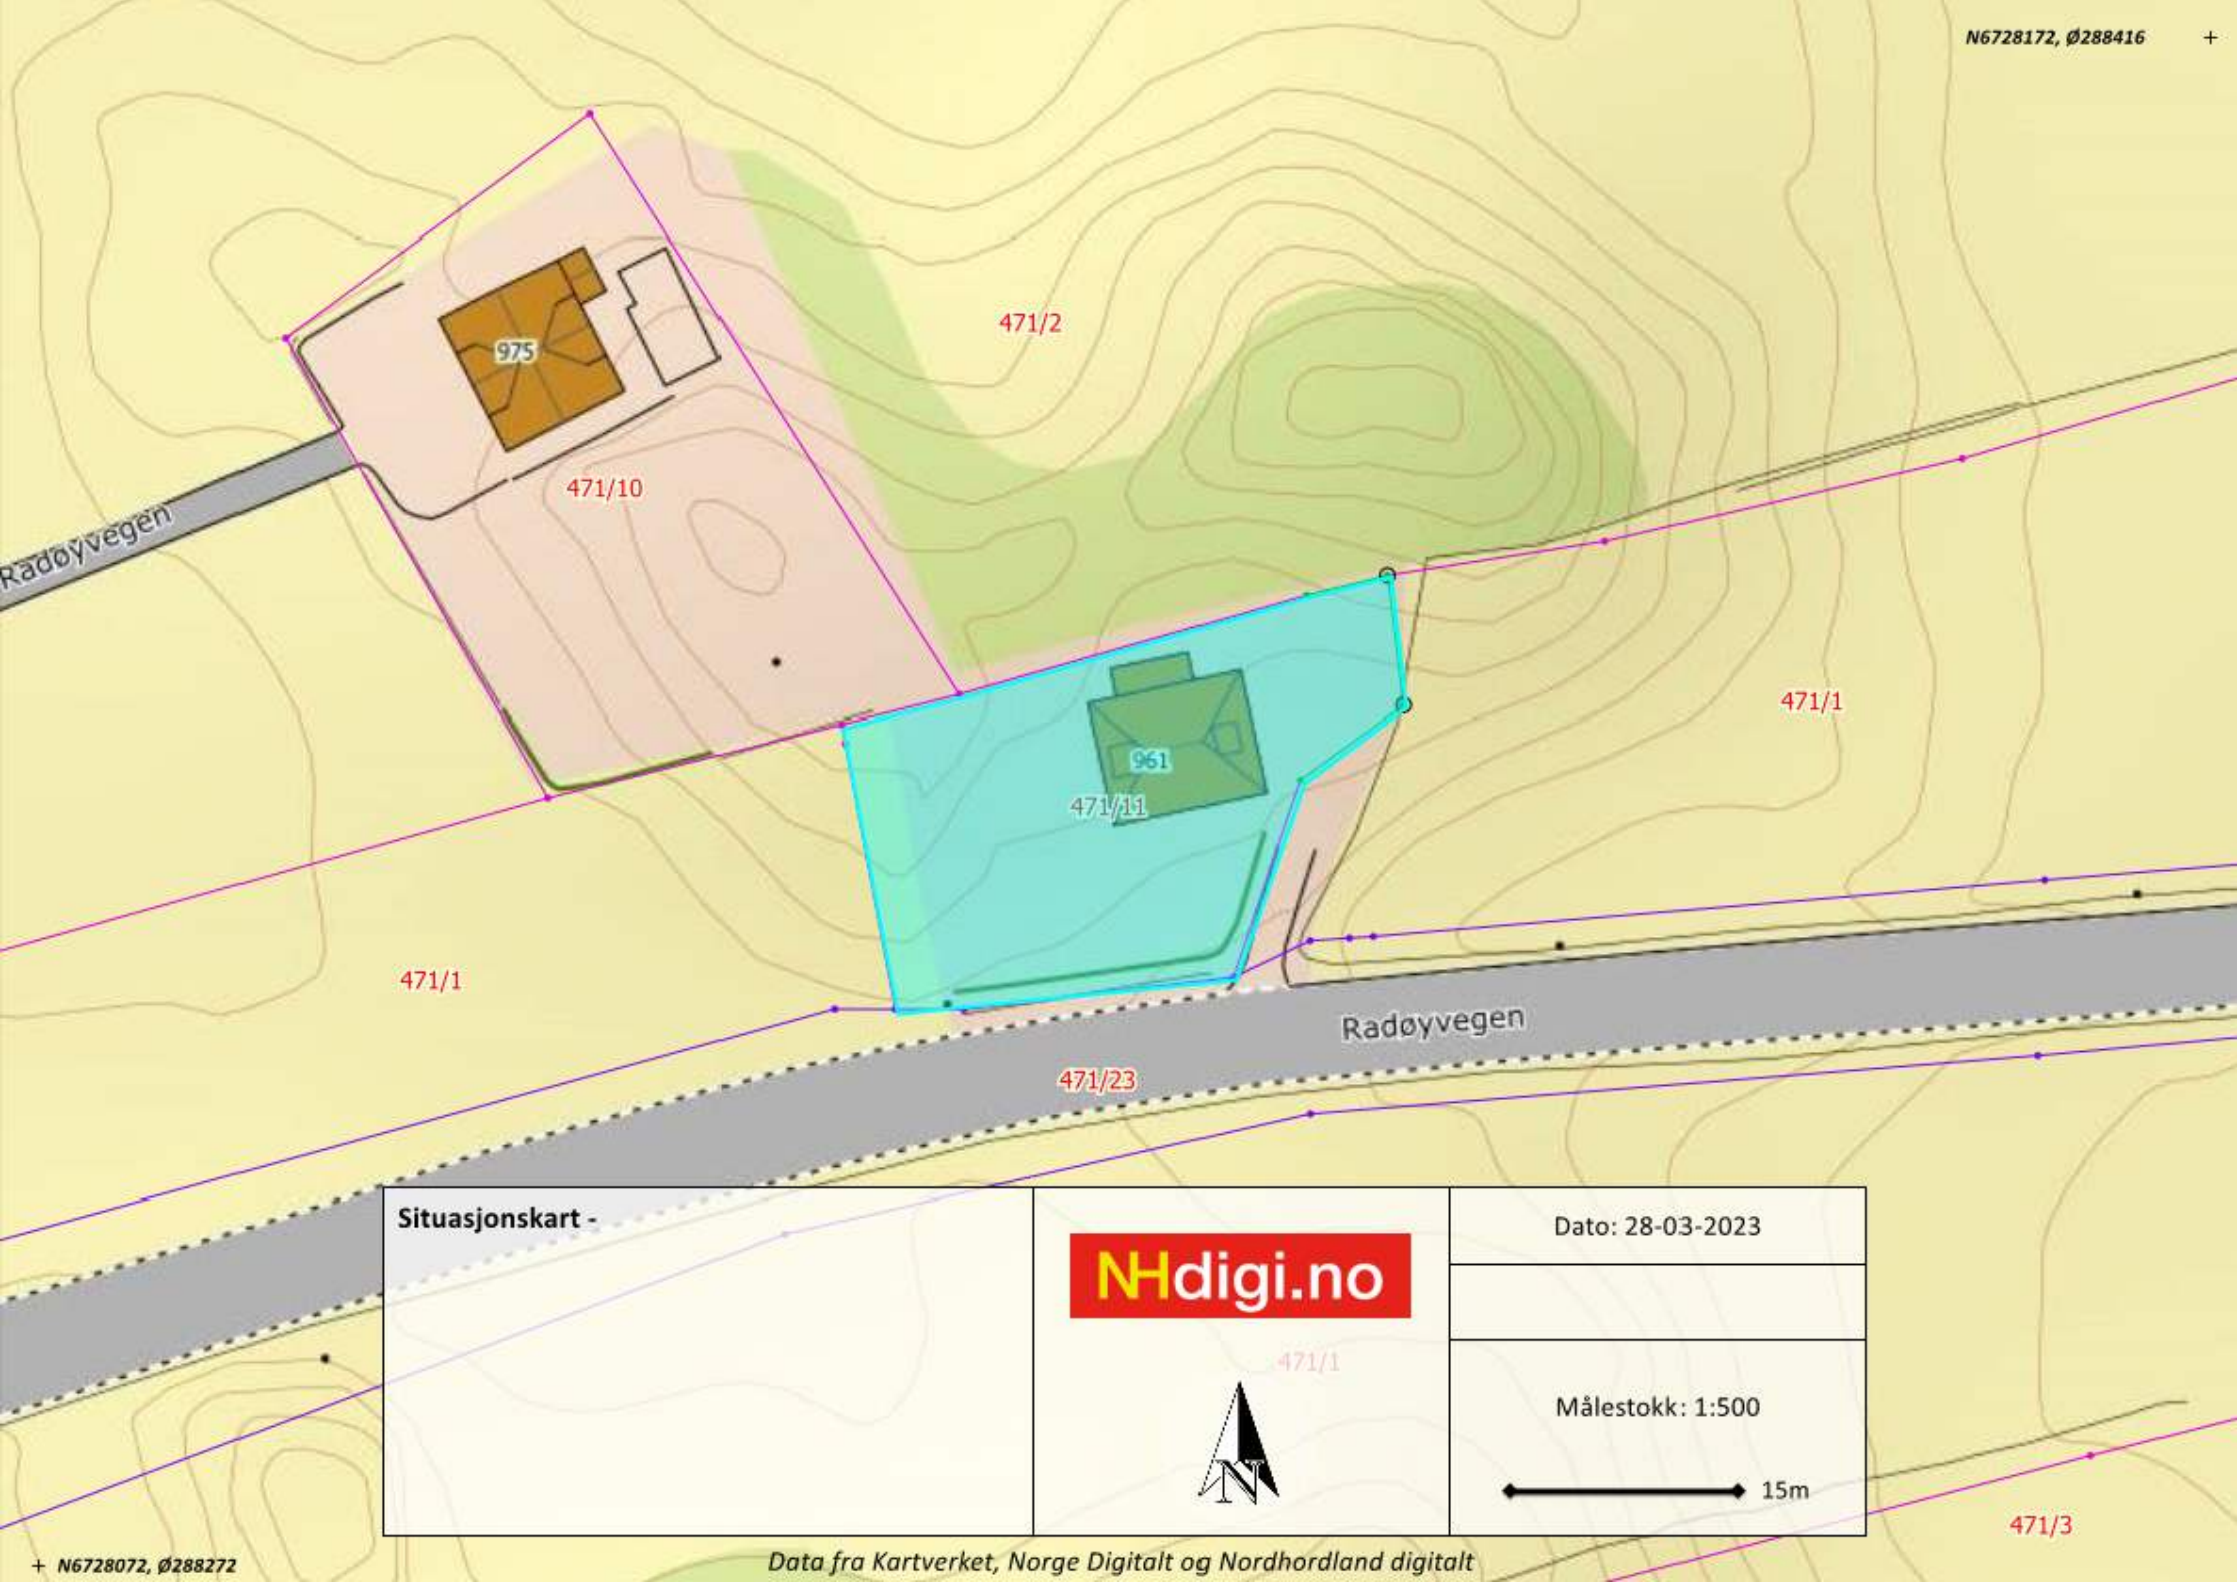 N6728172, Ø288416
471/2
975
471/10
Radøyvegen
471/1
961
471/11
471/1
Radøyvegen
471/23
Situasjonskart -
NHdigi.no
Dato: 28-03-2023
471/1
N
Målestokk: 1:500
15m
471/3
N6728072, Ø288272
Data fra Kartverket, Norge Digitalt og Nordhordland digitalt